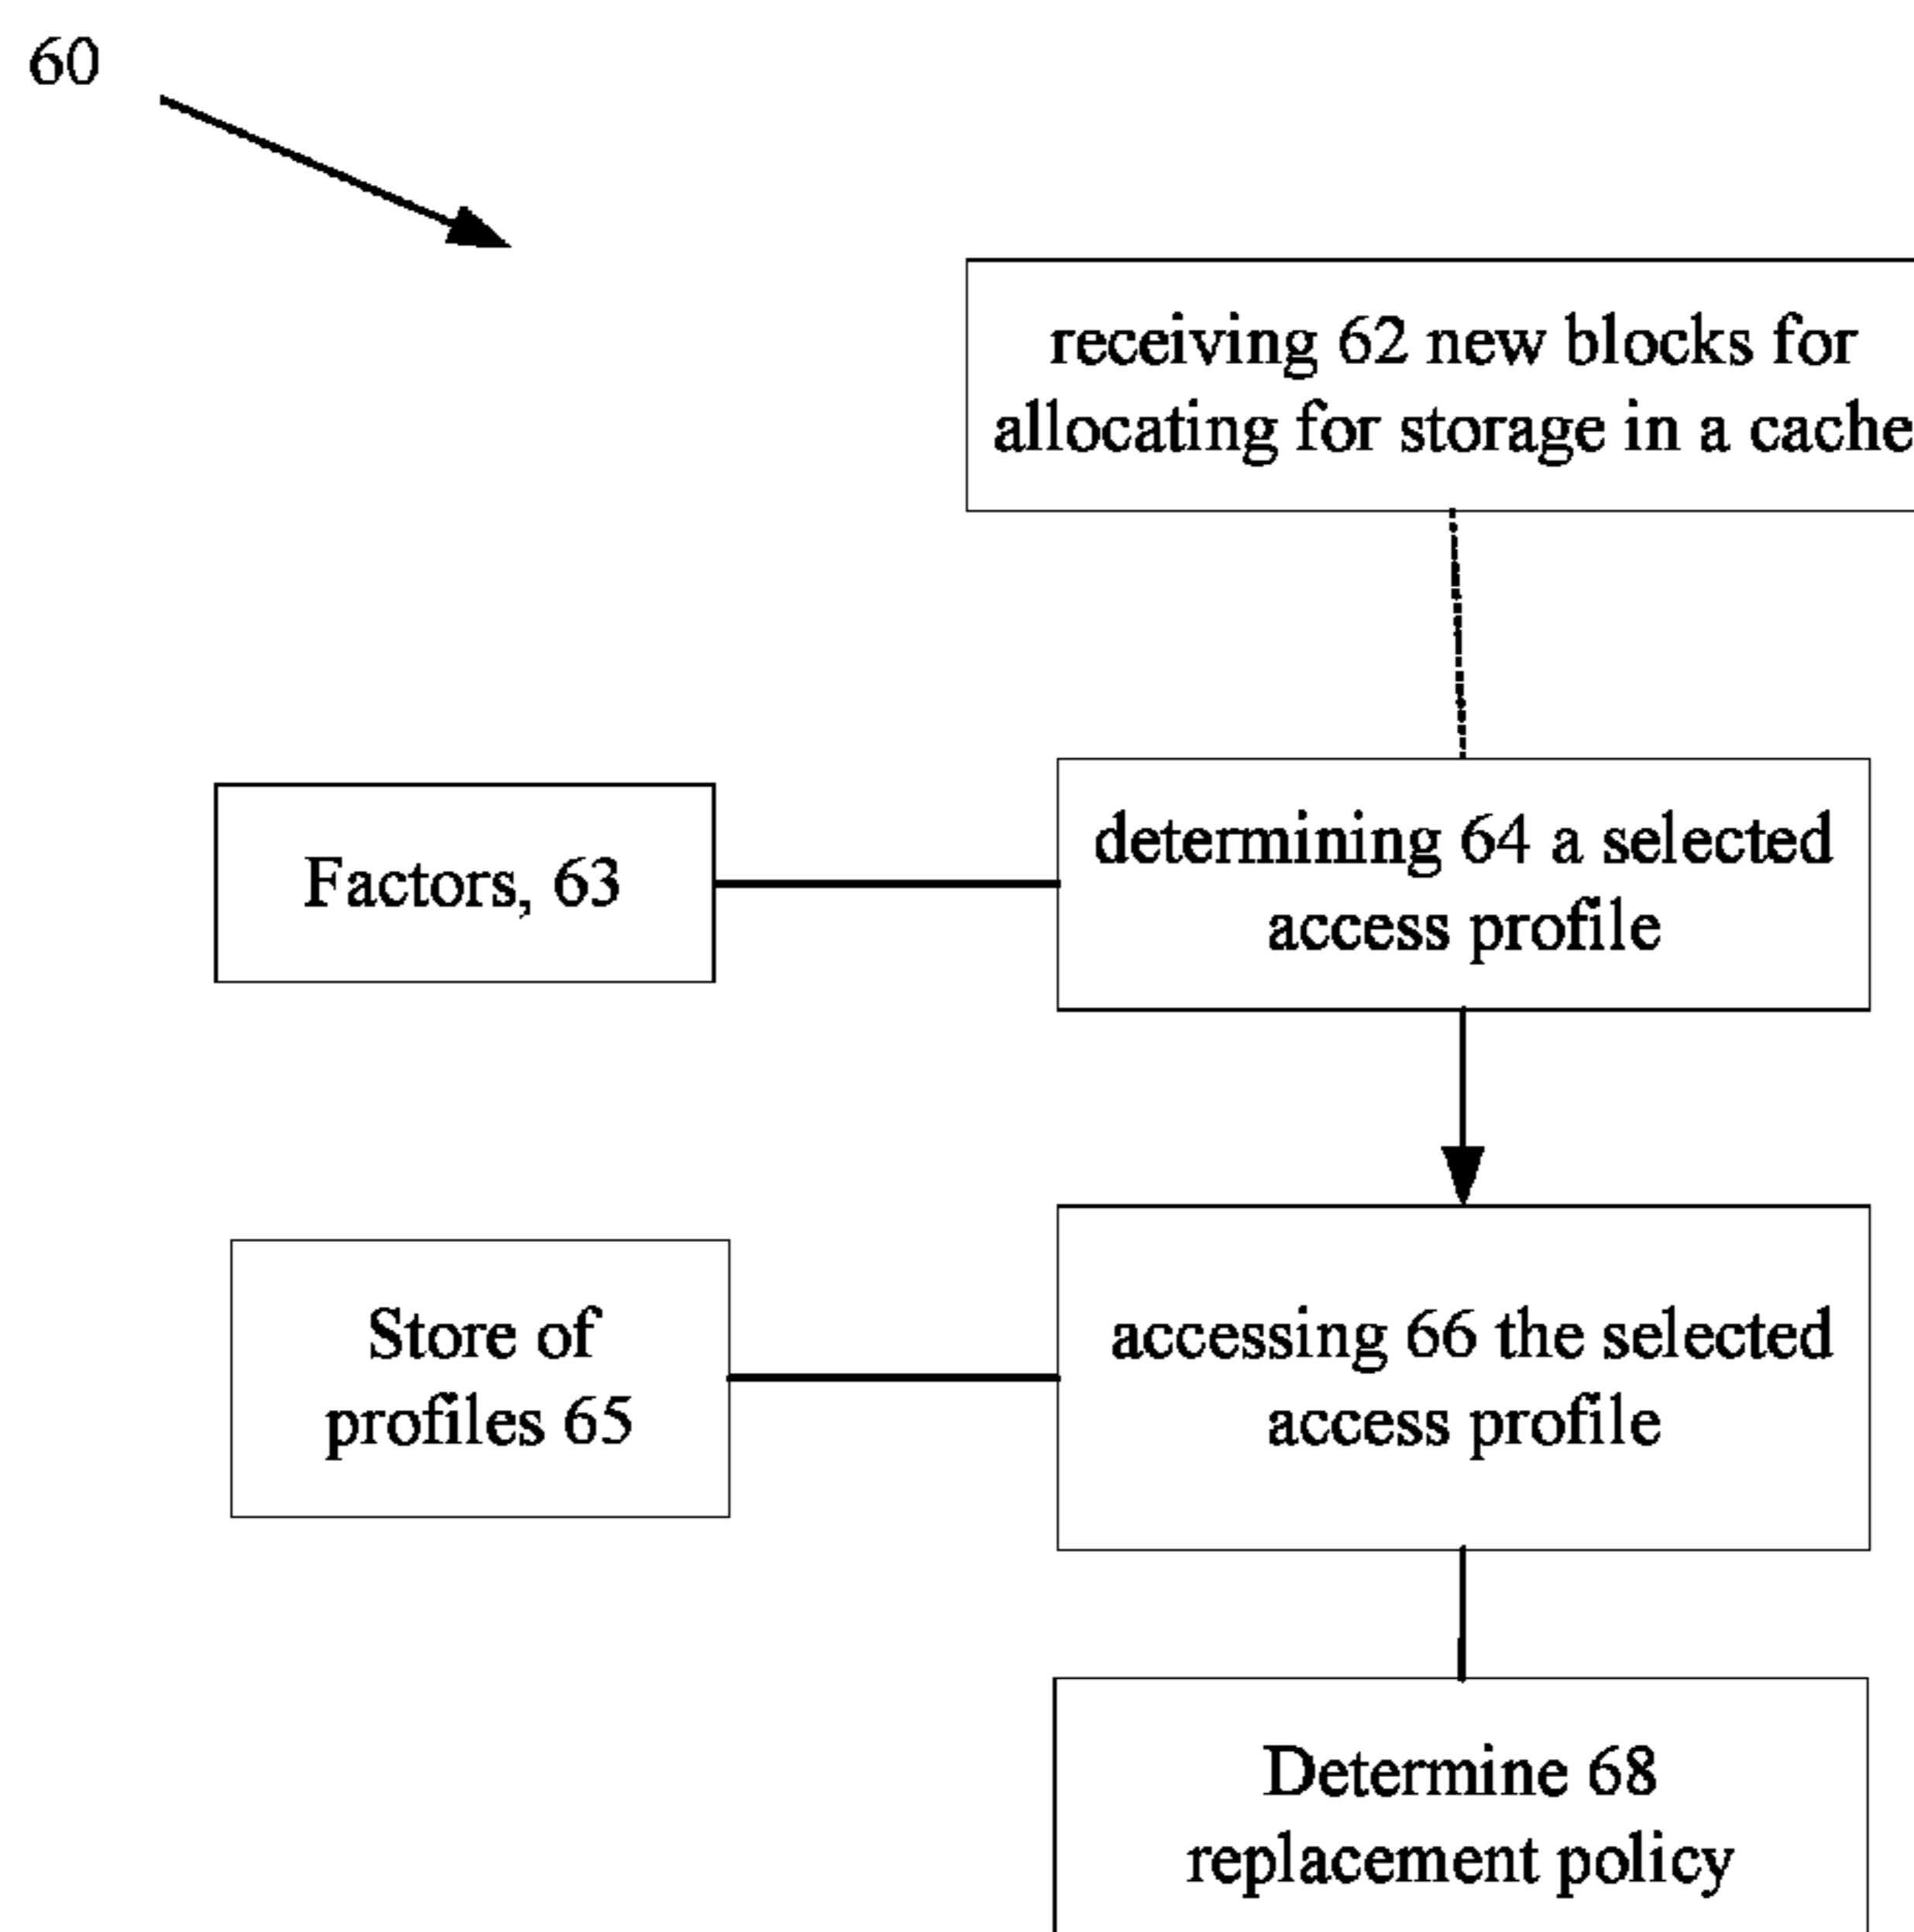 60
receiving 62 new blocks for
allocating for storage in a cache
Factors, 63
determining 64 a selected
access profile
Store of
profiles 65
accessing 66 the selected
access profile
Determine 68
replacement policy